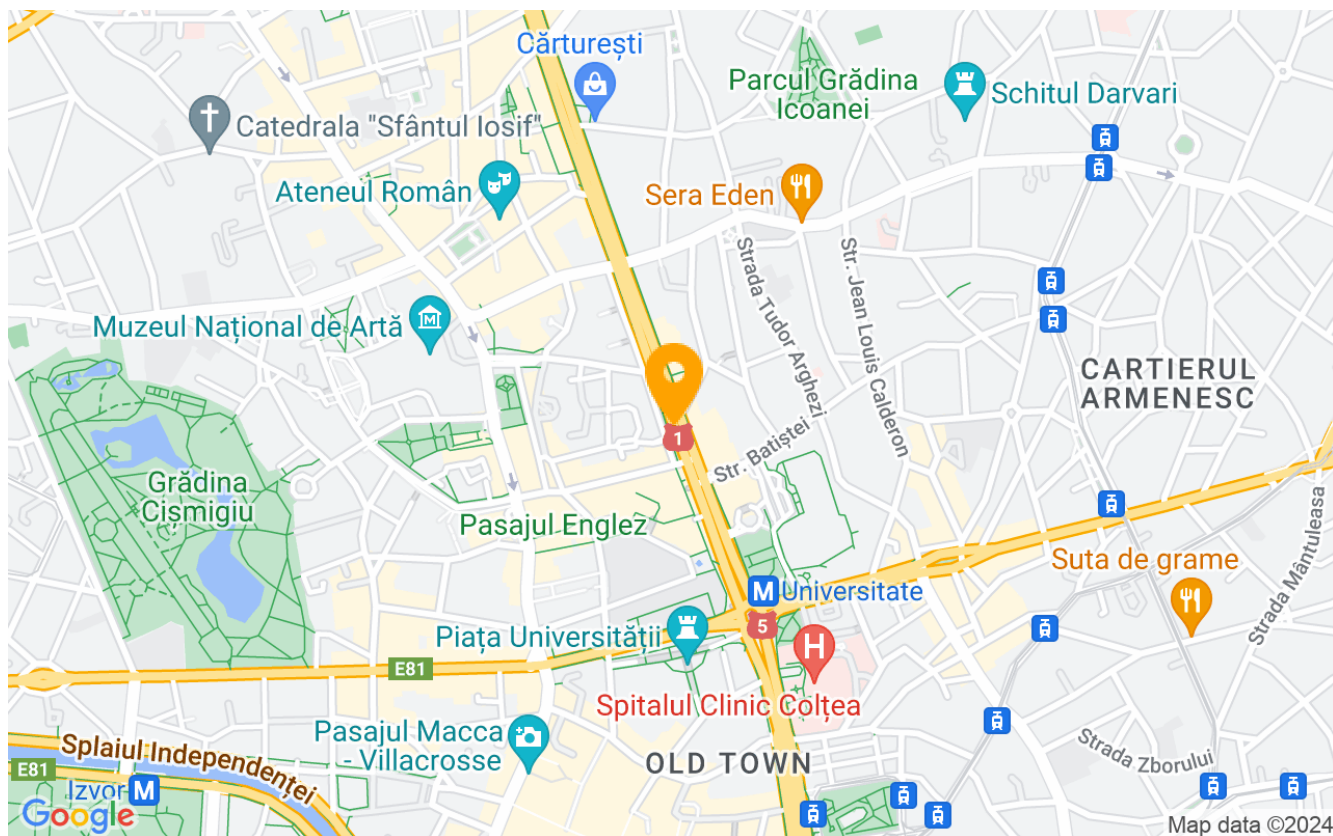 Cărturești
Parcul Grădina
Icoanei
Schitul Darvari
Catedrala "Sfântul Iosif"
Ateneul Român
Sera Eden
Strada Tudor Arghezi
Str. Jean Louis Calderon
Muzeul Național de Artă
CARTIERUL
ARMENESC
1
Str. Batiștei
Grădina
Cișmigiu
Pasajul Englez
Strada Mântuleasa
Suta de grame
M Universitate
5
Piața Universității
H
E81
Spitalul Clinic Colțea
Pasajul Macca
- Villacrosse
Splaiul Independenței
OLD TOWN
Strada Zborului
E81
Izvor M
Google
Map data ©2024